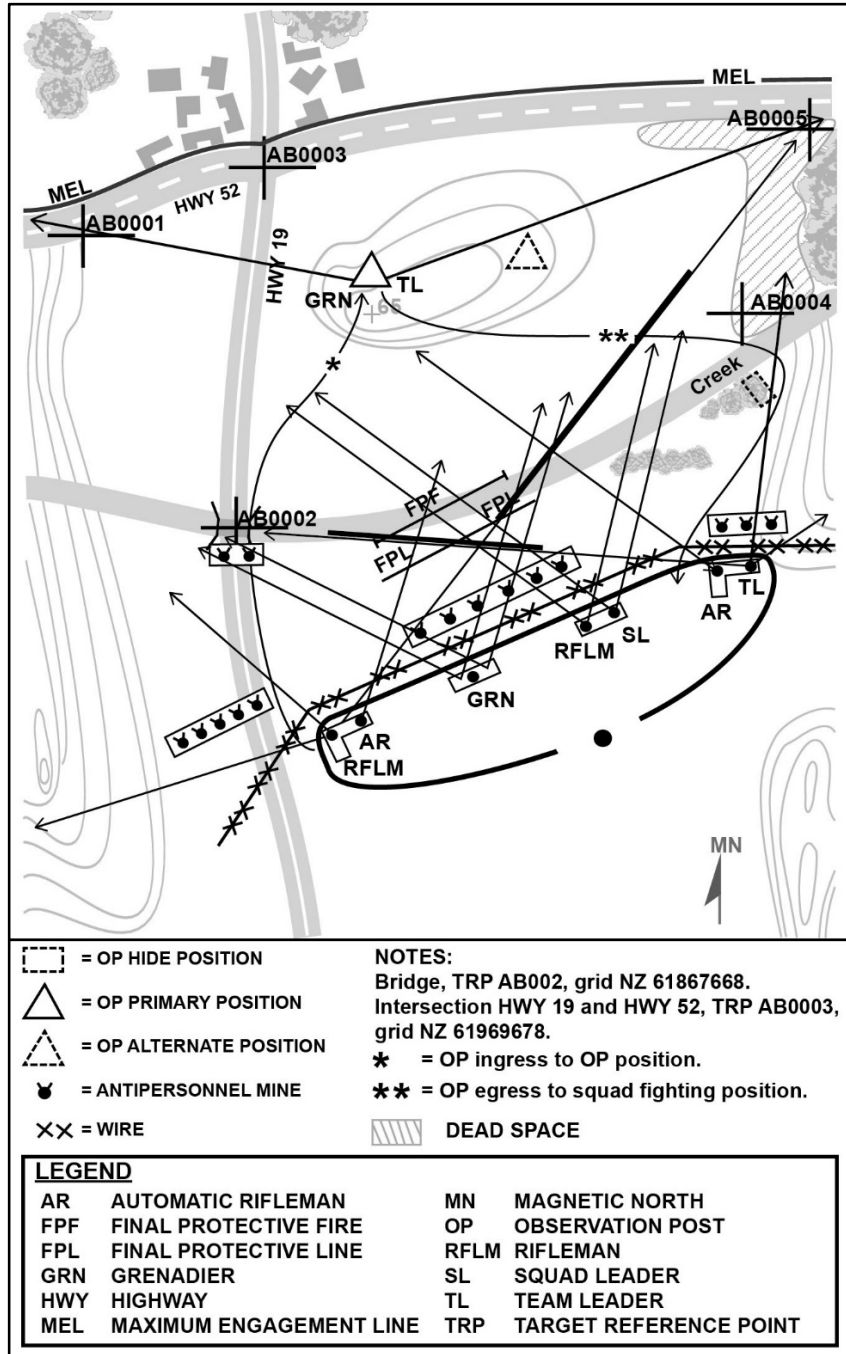 MEL
AB0005
AB0003
MEL
HWY 52
AB0001
HWY 19
TL
GRN
65
AB0004
**
*
Creek
FPF
FPL
AB0002
FPL
TL
AR
SL
RFLM
GRN
AR
RFLM
MN
= OP HIDE POSITION
= OP PRIMARY POSITION
= OP ALTERNATE POSITION
= ANTIPERSONNEL MINE
= WIRE
NOTES:
Bridge, TRP AB002, grid NZ 61867668.
Intersection HWY 19 and HWY 52, TRP AB0003,
grid NZ 61969678.
* = OP ingress to OP position.
** = OP egress to squad fighting position.
DEAD SPACE
LEGEND
AR AUTOMATIC RIFLEMAN
FPF FINAL PROTECTIVE FIRE
FPL FINAL PROTECTIVE LINE
GRN GRENADIER
HWY HIGHWAY
MEL MAXIMUM ENGAGEMENT LINE
MN MAGNETIC NORTH
OP OBSERVATION POST
RFLM RIFLEMAN
SL SQUAD LEADER
TL TEAM LEADER
TRP TARGET REFERENCE POINT